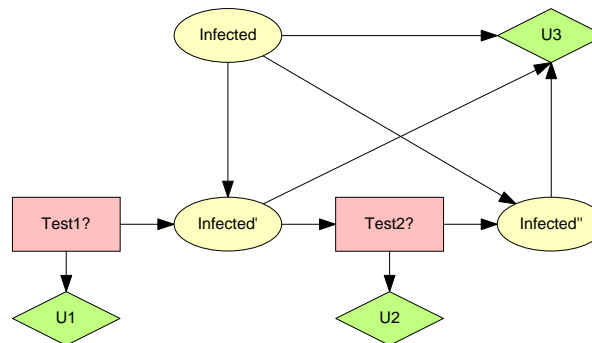 Infected
U3
Test1?
Infected'
Test2?
Infected"
U1
U2